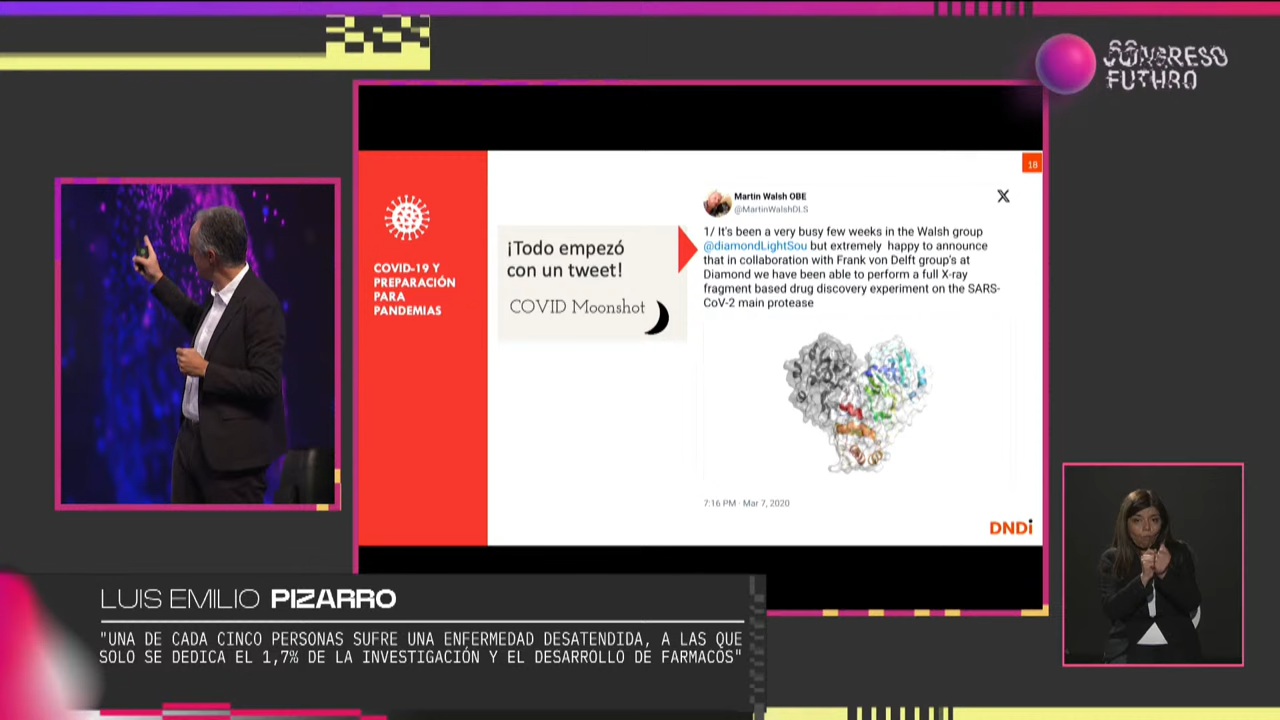 CONGRESO
FUTURO
18
COVID-19 Y
PREPARACIÓN
PARA
PANDEMIAS
¡Todo empezó
con un tweet!
COVID Moonshot
Martin Walsh OBE
@MartinWalshDLS
X
1/ It's been a very busy few weeks in the Walsh group
@diamondLightSou but extremely happy to announce
that in collaboration with Frank von Delft group's at
Diamond we have been able to perform a full X-ray
fragment based drug discovery experiment on the SARS-
CoV-2 main protease
7:16 PM · Mar 7, 2020
DNDi
LUIS EMILIO PIZARRO
"UNA DE CADA CINCO PERSONAS SUFRE UNA ENFERMEDAD DESATENDIDA, A LAS QUE
SOLO SE DEDICA EL 1,7% DE LA INVESTIGACIÓN Y EL DESARROLLO DE FARMACOS"